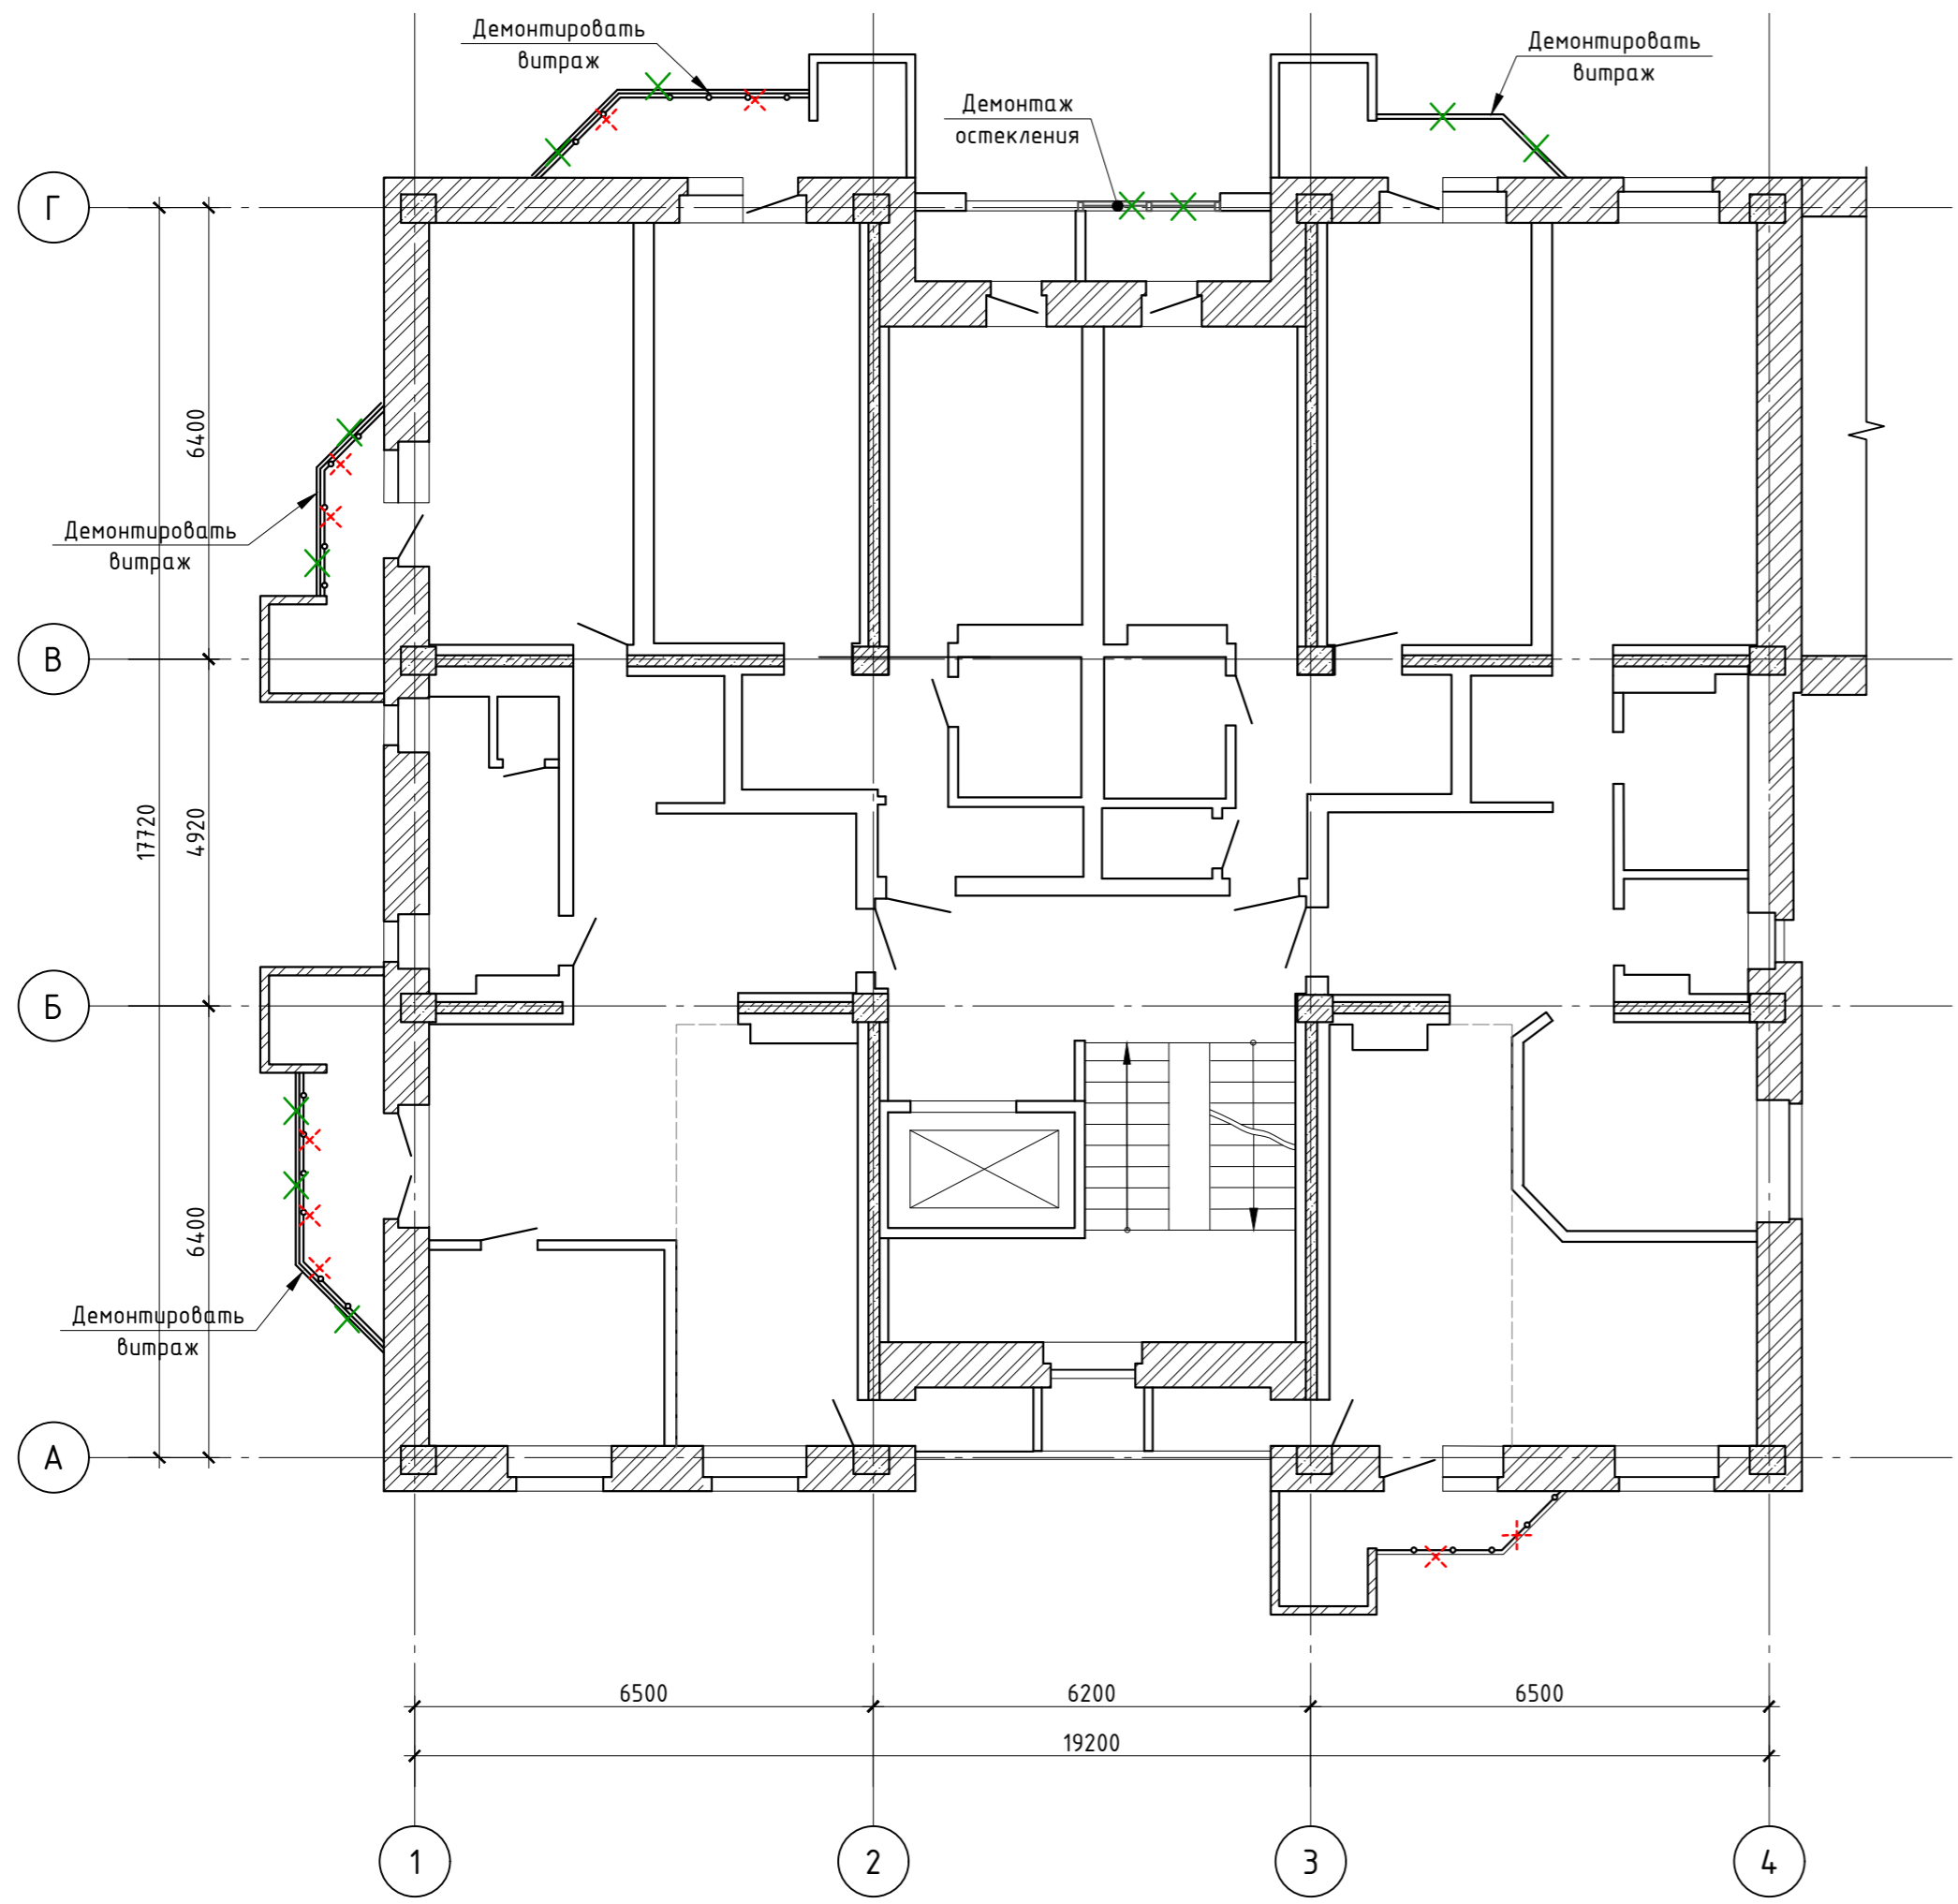 Демонтировать
витраж
Демонтировать
витраж
Демонтаж
остекления
Г
6400
Демонтировать
витраж
В
17720
4920
Б
6400
Демонтировать
витраж
А
6500
6200
6500
19200
1
2
3
4